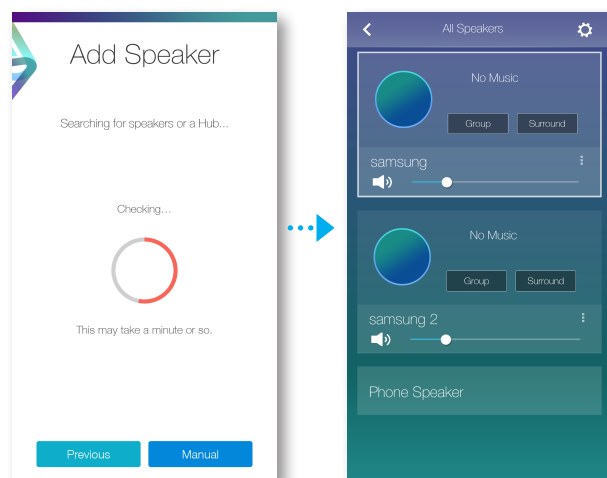 Add Speaker
Searching for speakers or a Hub...
Checking...
This may take a minute or so.
Previous
Manual
All Speakers
No Music
Group
Surround
samsung
No Music
Group
Surround
samsung 2
Phone Speaker